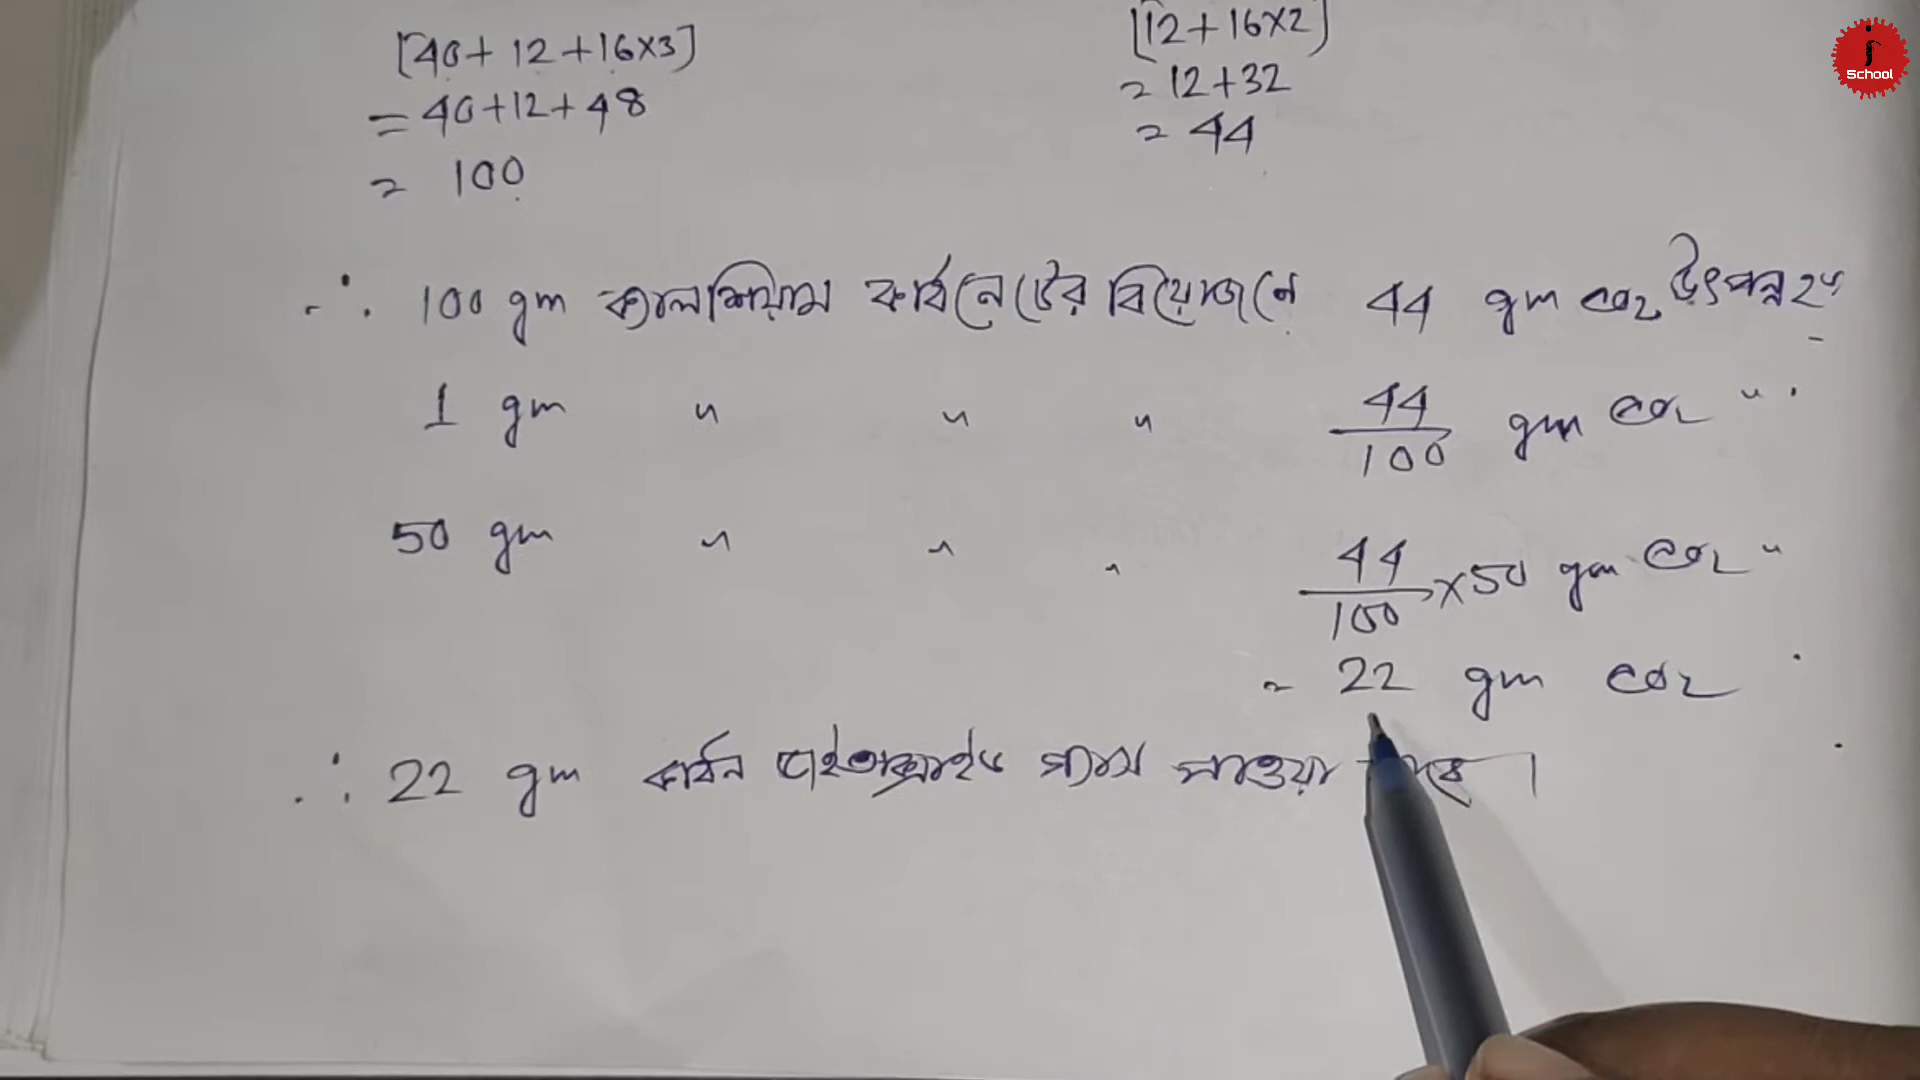 [40+12+16×3]
= 40+12+48
= 100
[12+16×2]
= 12+32
= 44
∴ 100 gm ক্যালশিয়াম কার্বনেটের বিয়োজনে 44 gm CO2 উৎপন্ন হয়
1 gm " " " 44/100 gm CO2 " "
50 gm " " " 44/100 ×50 gm CO2 "
= 22 gm CO2
∴ 22 gm কার্বন ডাইঅক্সাইড গ্যাস পাওয়া
School